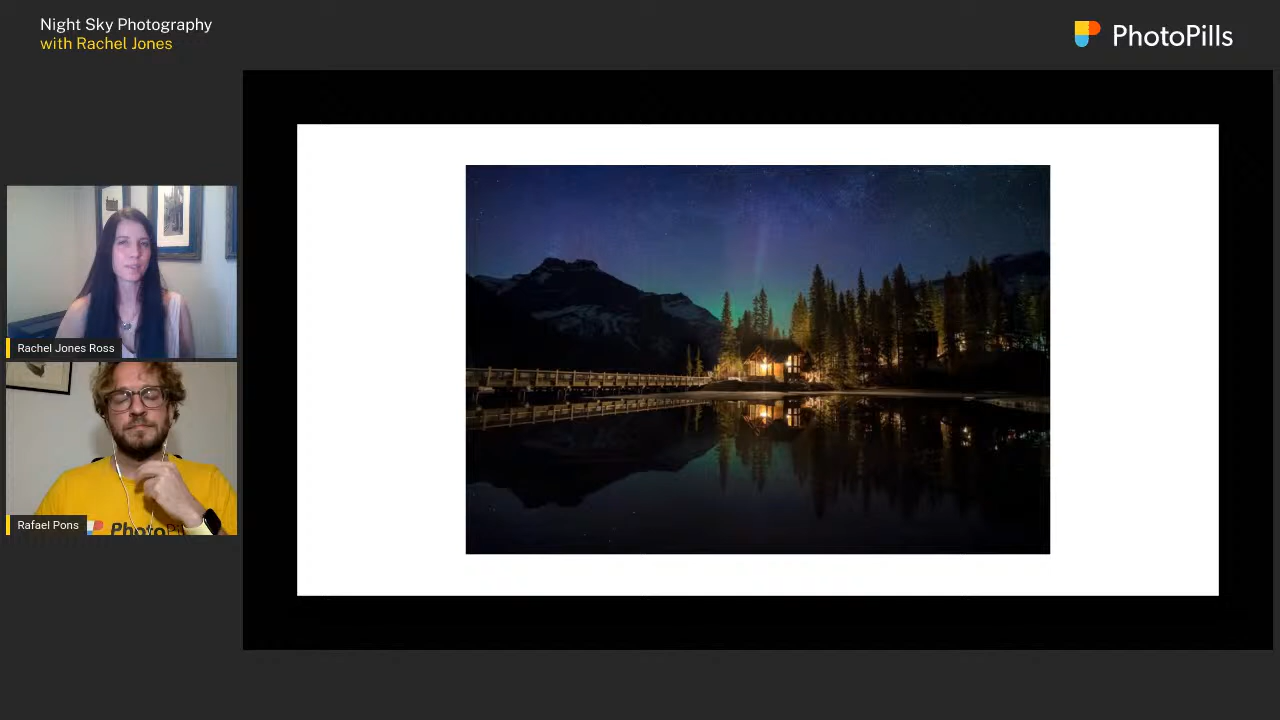 Night Sky Photography
with Rachel Jones
PhotoPills
Rachel Jones Ross
Rafael Pons